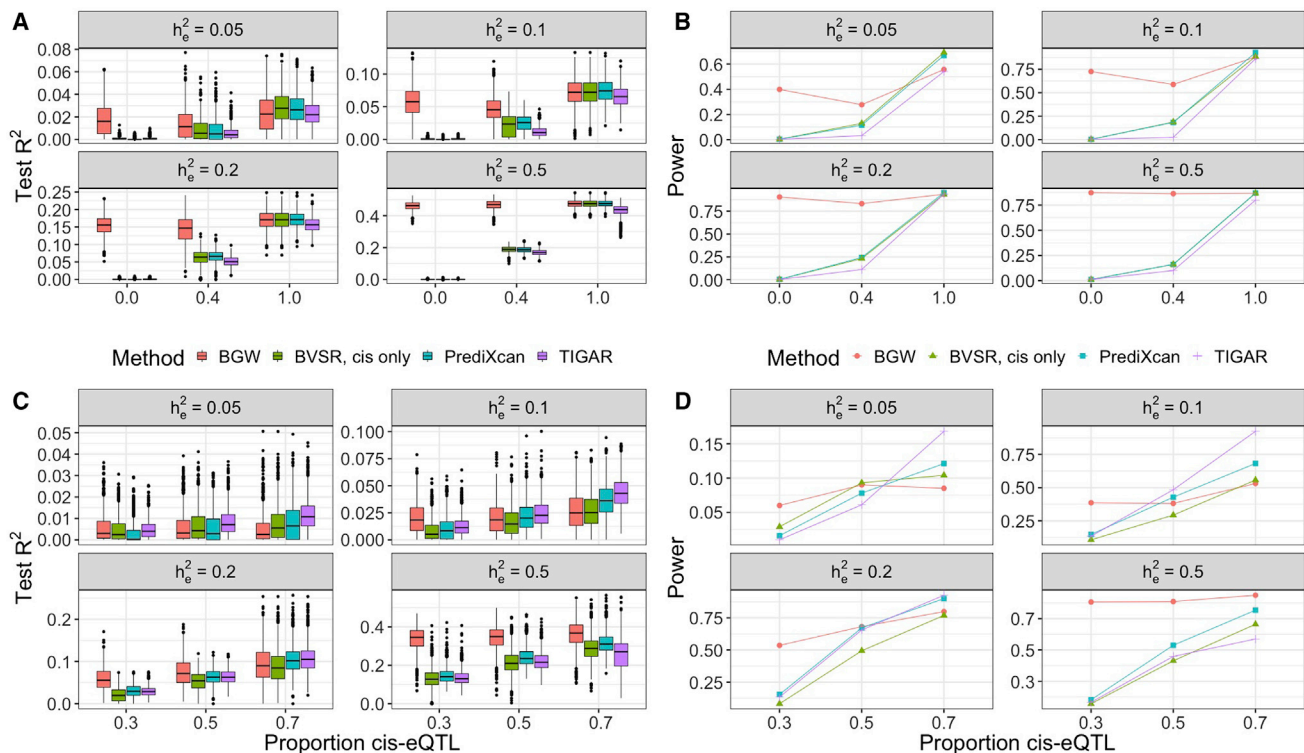 A
h²e = 0.05
h²e = 0.1
0.08
0.06
0.04
0.02
0.00
0.10
0.05
0.00
h²e = 0.2
h²e = 0.5
0.25
0.20
0.15
0.10
0.05
0.00
0.4
0.2
0.0
0.0 0.4 1.0
0.0 0.4 1.0
Test R²
Method BGW BVSR, cis only PrediXcan TIGAR
B
h²e = 0.05
h²e = 0.1
0.6
0.4
0.2
0.0
0.75
0.50
0.25
0.00
h²e = 0.2
h²e = 0.5
0.75
0.50
0.25
0.00
0.75
0.50
0.25
0.00
0.0 0.4 1.0
0.0 0.4 1.0
Power
Method BGW BVSR, cis only PrediXcan TIGAR
C
h²e = 0.05
h²e = 0.1
0.05
0.04
0.03
0.02
0.01
0.00
0.100
0.075
0.050
0.025
0.000
h²e = 0.2
h²e = 0.5
0.2
0.1
0.0
0.4
0.2
0.0
0.3 0.5 0.7
0.3 0.5 0.7
Test R²
Proportion cis-eQTL
D
h²e = 0.05
h²e = 0.1
0.15
0.10
0.05
0.75
0.50
0.25
h²e = 0.2
h²e = 0.5
0.75
0.50
0.25
0.7
0.5
0.3
0.3 0.5 0.7
0.3 0.5 0.7
Power
Proportion cis-eQTL